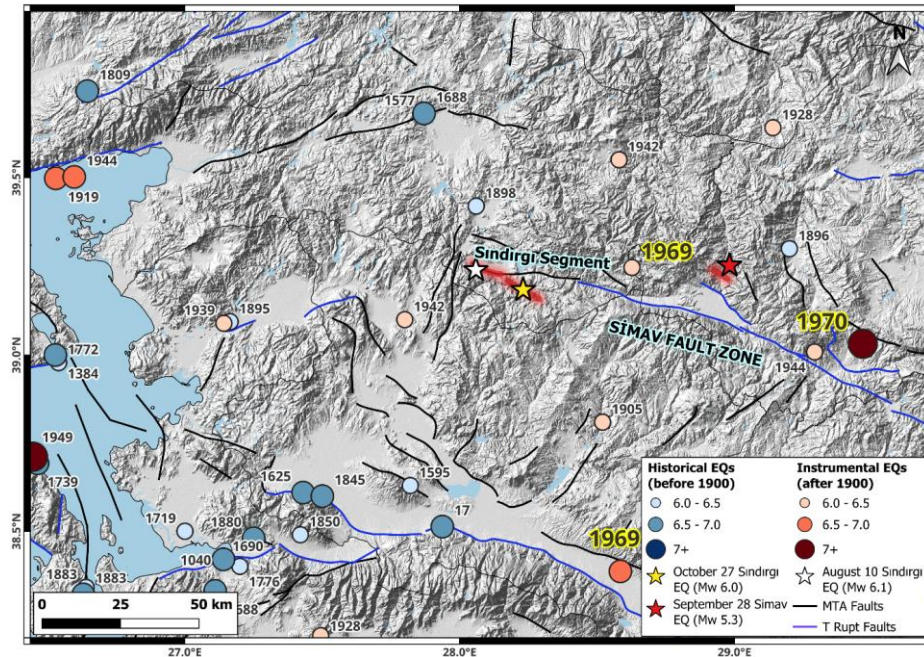 N
1809
1577
1688
1928
1944
1942
39.5°N
1919
1898
Sındırgı Segment
1969
1896
1939
1895
1942
1970
SİMAV FAULT ZONE
39.0°N
1772
1384
1944
1905
1949
1739
1625
1845
1595
17
1719
1880
1850
38.5°N
1690
1040
1776
1969
1883
1883
588
1928
0 25 50 km
Historical EQs
(before 1900)
6.0 - 6.5
6.5 - 7.0
7+
October 27 Sındırgı
EQ (Mw 6.0)
September 28 Simav
EQ (Mw 5.3)
Instrumental EQs
(after 1900)
6.0 - 6.5
6.5 - 7.0
7+
August 10 Sındırgı
EQ (Mw 6.1)
MTA Faults
T Rupt Faults
27.0°E
28.0°E
29.0°E